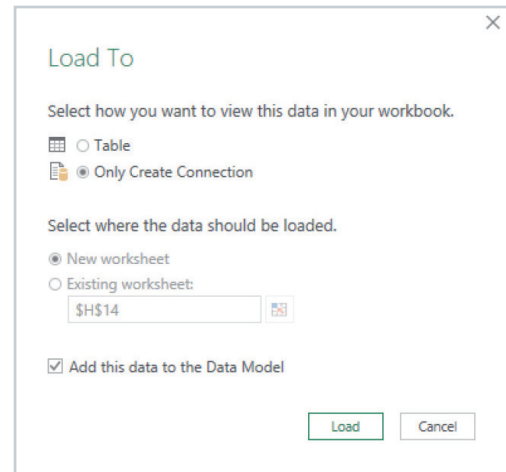 Load To
Select how you want to view this data in your workbook.
Table
Only Create Connection
Select where the data should be loaded.
New worksheet
Existing worksheet:
$H$14
Add this data to the Data Model
Load Cancel